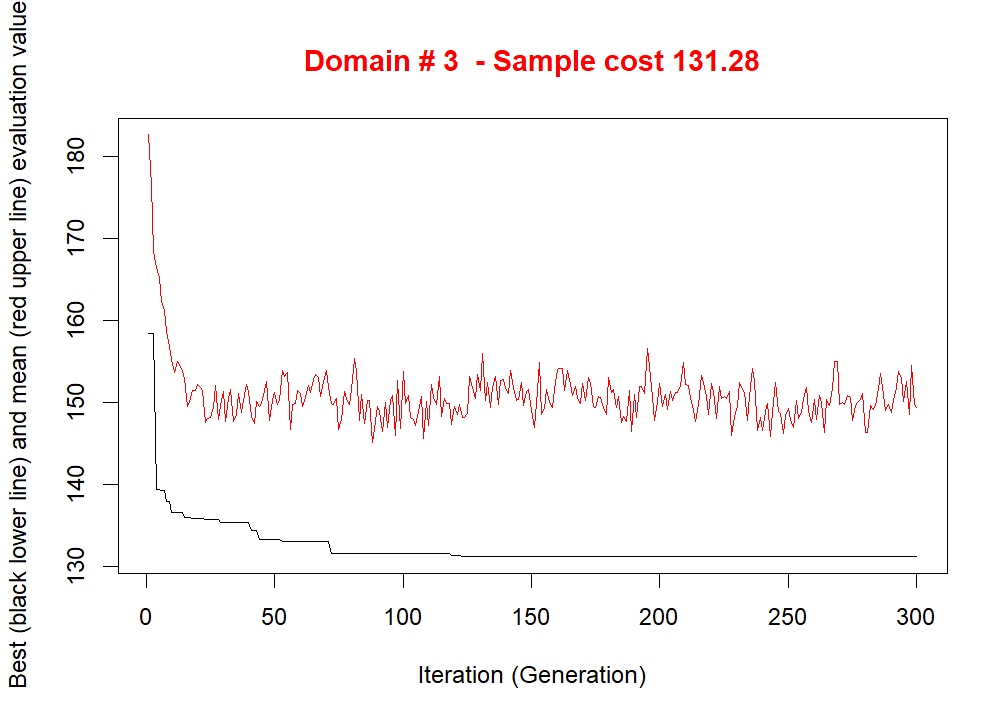 Domain # 3  - Sample cost 131.28
Best (black lower line) and mean (red upper line) evaluation value
180
170
160
150
140
130
0 50 100 150 200 250 300
Iteration (Generation)